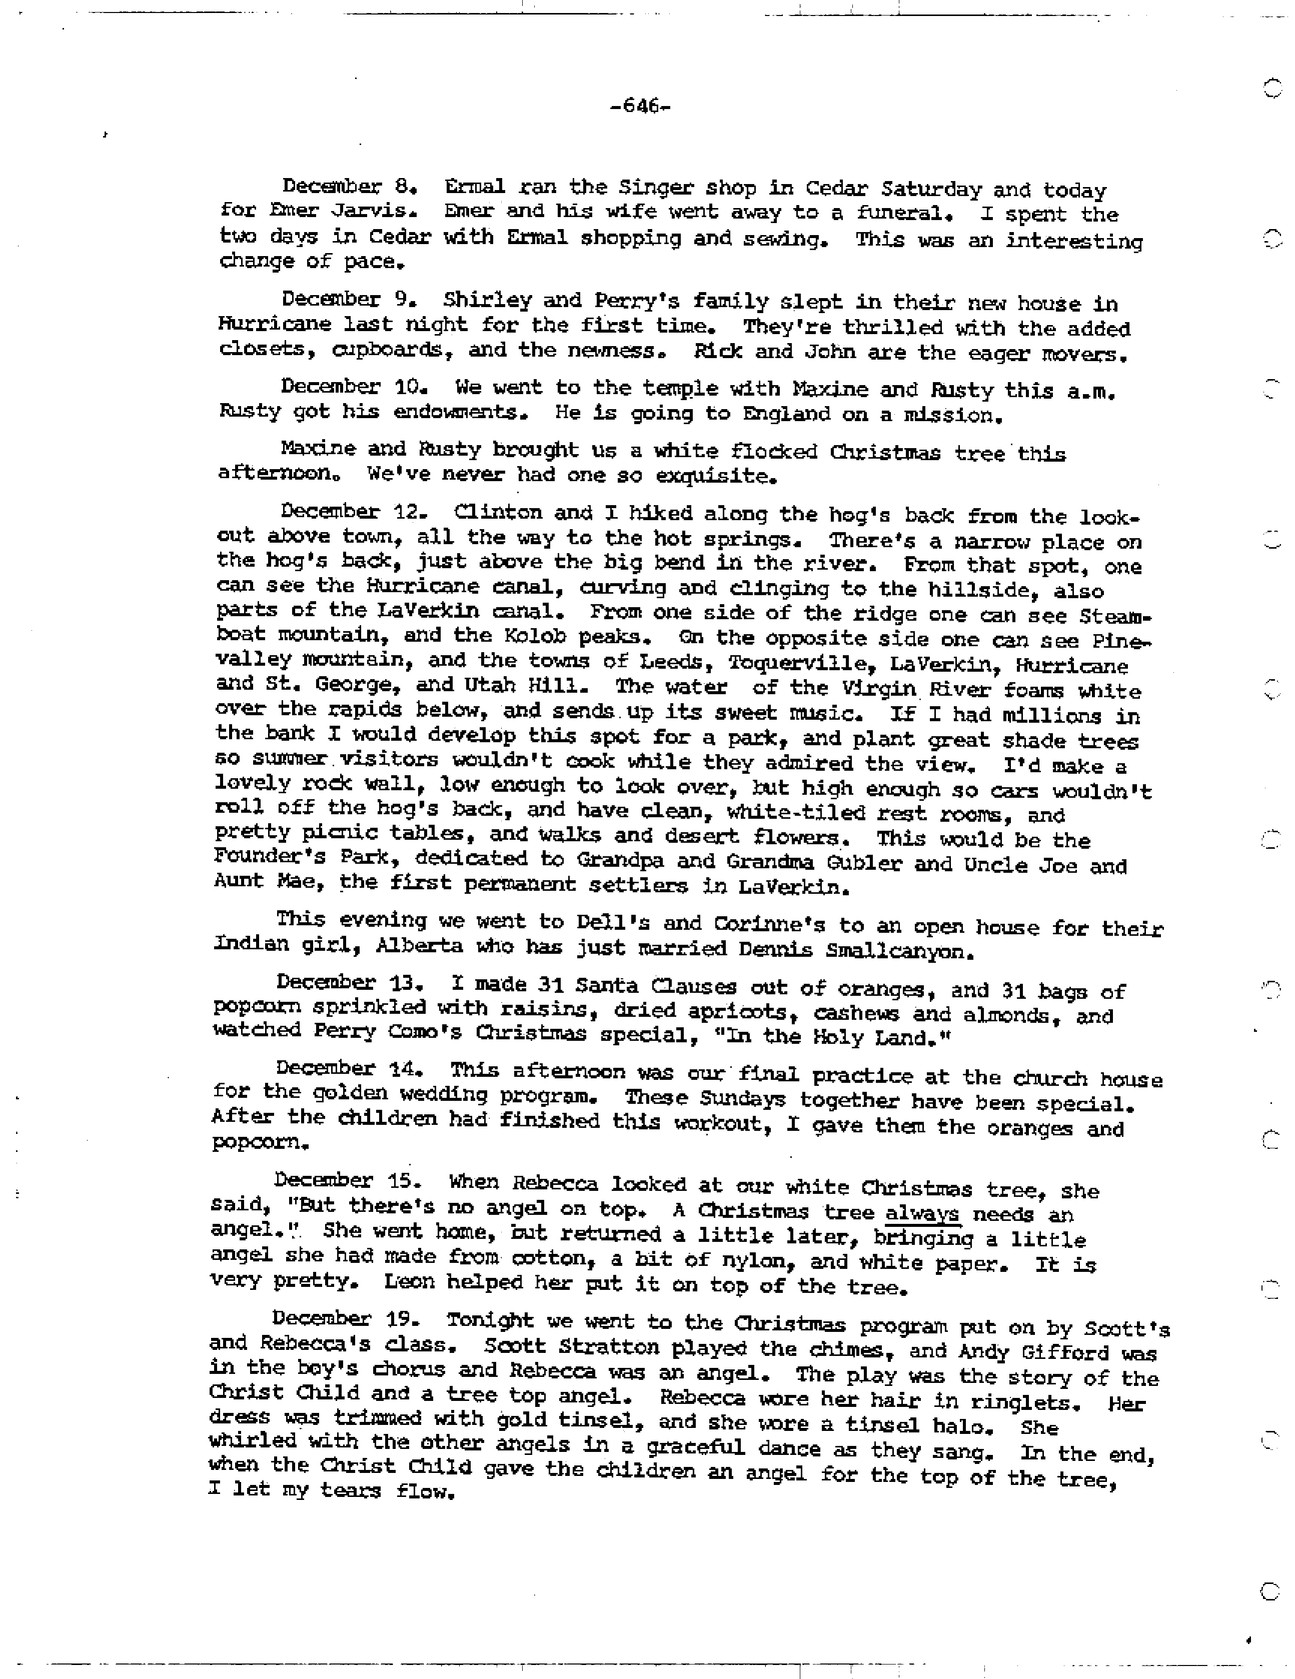 -646-
December 8. Ermal ran the Singer shop in Cedar Saturday and today
for Emer Jarvis. Emer and his wife went away to a funeral. I spent the
two days in Cedar with Ermal shopping and sewing. This was an interesting
change of pace.
December 9. Shirley and Perry's family slept in their new house in
Hurricane last night for the first time. They're thrilled with the added
closets, cupboards, and the newness. Rick and John are the eager movers.
December 10. We went to the temple with Maxine and Rusty this a.m.
Rusty got his endowments. He is going to England on a mission.
Maxine and Rusty brought us a white flocked Christmas tree this
afternoon. We've never had one so exquisite.
December 12. Clinton and I hiked along the hog's back from the look-
out above town, all the way to the hot springs. There's a narrow place on
the hog's back, just above the big bend in the river. From that spot, one
can see the Hurricane canal, curving and clinging to the hillside, also
parts of the LaVerkin canal. From one side of the ridge one can see Steam-
boat mountain, and the Kolob peaks. On the opposite side one can see Pine-
valley mountain, and the towns of Leeds, Toquerville, LaVerkin, Hurricane
and St. George, and Utah Hill. The water of the Virgin River foams white
over the rapids below, and sends up its sweet music. If I had millions in
the bank I would develop this spot for a park, and plant great shade trees
so summer visitors wouldn't cook while they admired the view. I'd make a
lovely rock wall, low enough to look over, but high enough so cars wouldn't
roll off the hog's back, and have clean, white-tiled rest rooms, and
pretty picnic tables, and walks and desert flowers. This would be the
Founder's Park, dedicated to Grandpa and Grandma Gubler and Uncle Joe and
Aunt Mae, the first permanent settlers in LaVerkin.
This evening we went to Dell's and Corinne's to an open house for their
Indian girl, Alberta who has just married Dennis Smallcanyon.
December 13. I made 31 Santa Clauses out of oranges, and 31 bags of
popcorn sprinkled with raisins, dried apricots, cashews and almonds, and
watched Perry Como's Christmas special, "In the Holy Land."
December 14. This afternoon was our final practice at the church house
for the golden wedding program. These Sundays together have been special.
After the children had finished this workout, I gave them the oranges and
popcorn.
December 15. When Rebecca looked at our white Christmas tree, she
said, "But there's no angel on top. A Christmas tree always needs an
angel." She went home, but returned a little later, bringing a little
angel she had made from cotton, a bit of nylon, and white paper. It is
very pretty. Leon helped her put it on top of the tree.
December 19. Tonight we went to the Christmas program put on by Scott's
and Rebecca's class. Scott Stratton played the chimes, and Andy Gifford was
in the boy's chorus and Rebecca was an angel. The play was the story of the
Christ Child and a tree top angel. Rebecca wore her hair in ringlets. Her
dress was trimmed with gold tinsel, and she wore a tinsel halo. She
whirled with the other angels in a graceful dance as they sang. In the end,
when the Christ Child gave the children an angel for the top of the tree,
I let my tears flow.